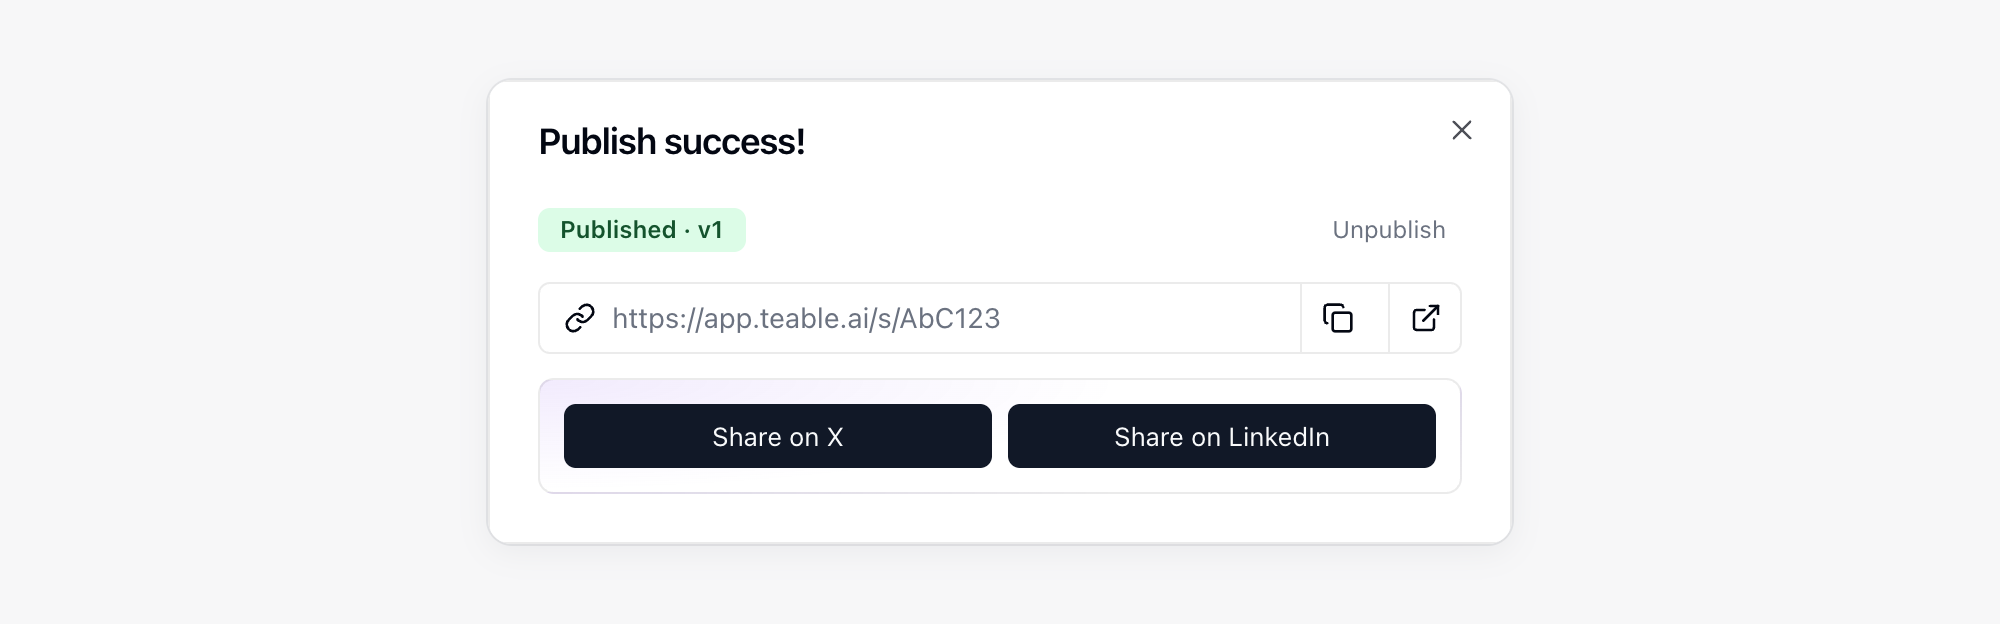 Publish success!
Published · v1
Unpublish
https://app.teable.ai/s/AbC123
Share on X
Share on LinkedIn